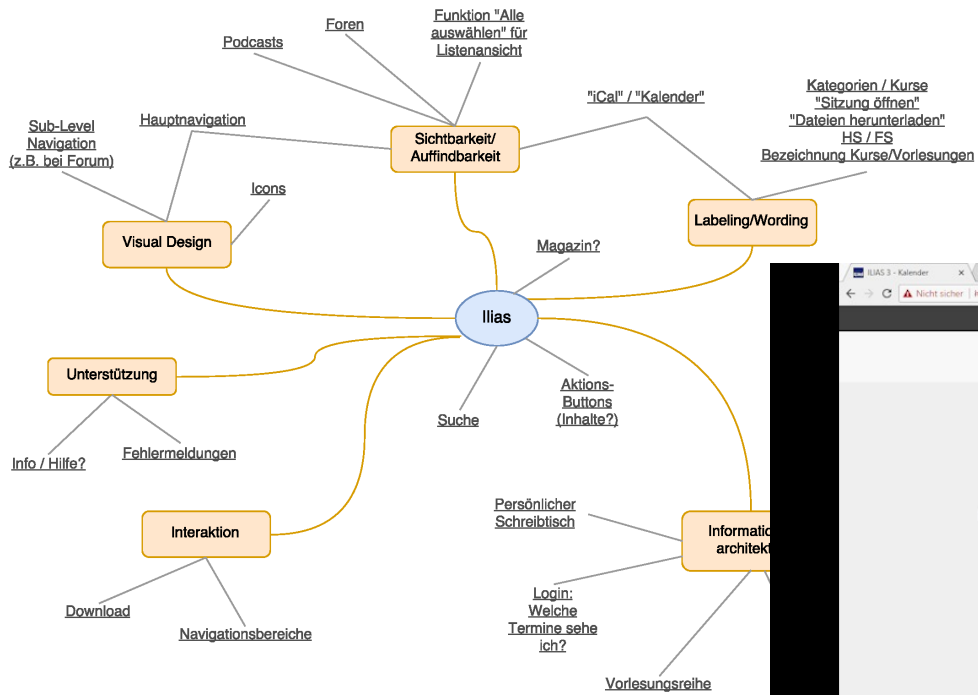 Funktion "Alle
auswählen" für
Listenansicht
Foren
Podcasts
"iCal" / "Kalender"
Kategorien / Kurse
"Sitzung öffnen"
"Dateien herunterladen"
HS / FS
Bezeichnung Kurse/Vorlesungen
Sub-Level
Navigation
(z.B. bei Forum)
Hauptnavigation
Icons
Sichtbarkeit/
Auffindbarkeit
Visual Design
Labeling/Wording
Magazin?
ILIAS 3 - Kalender
Nicht sicher
Ilias
Unterstützung
Info / Hilfe?
Fehlermeldungen
Suche
Aktions-
Buttons
(Inhalte?)
Interaktion
Download
Navigationsbereiche
Persönlicher
Schreibtisch
Login:
Welche
Termine sehe
ich?
Vorlesungsreihe